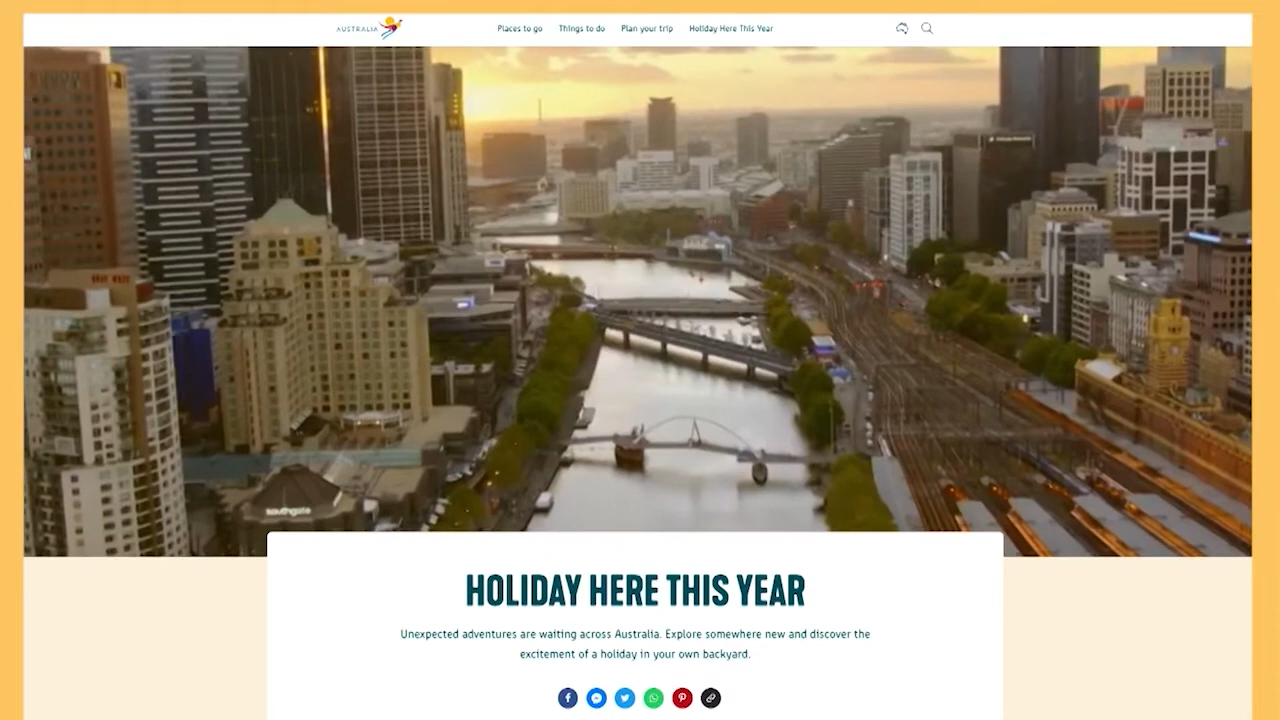 AUSTRALIA
Places to go
Things to do
Plan your trip
Holiday Here This Year
southgate
HOLIDAY HERE THIS YEAR
Unexpected adventures are waiting across Australia. Explore somewhere new and discover the
excitement of a holiday in your own backyard.